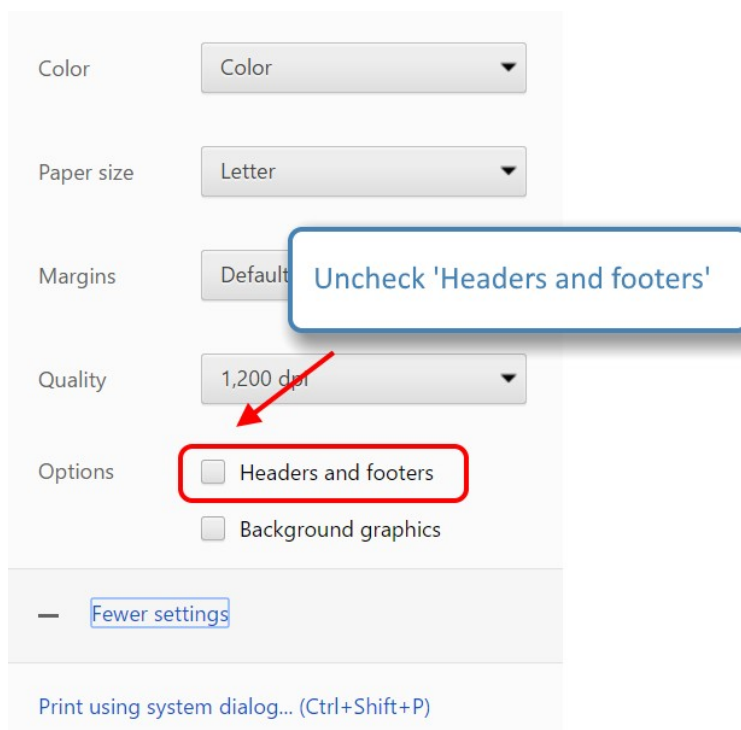 Color Color
Paper size Letter
Margins Default
Uncheck 'Headers and footers'
Quality 1,200 dpi
Options Headers and footers
Background graphics
Fewer settings
Print using system dialog... (Ctrl+Shift+P)